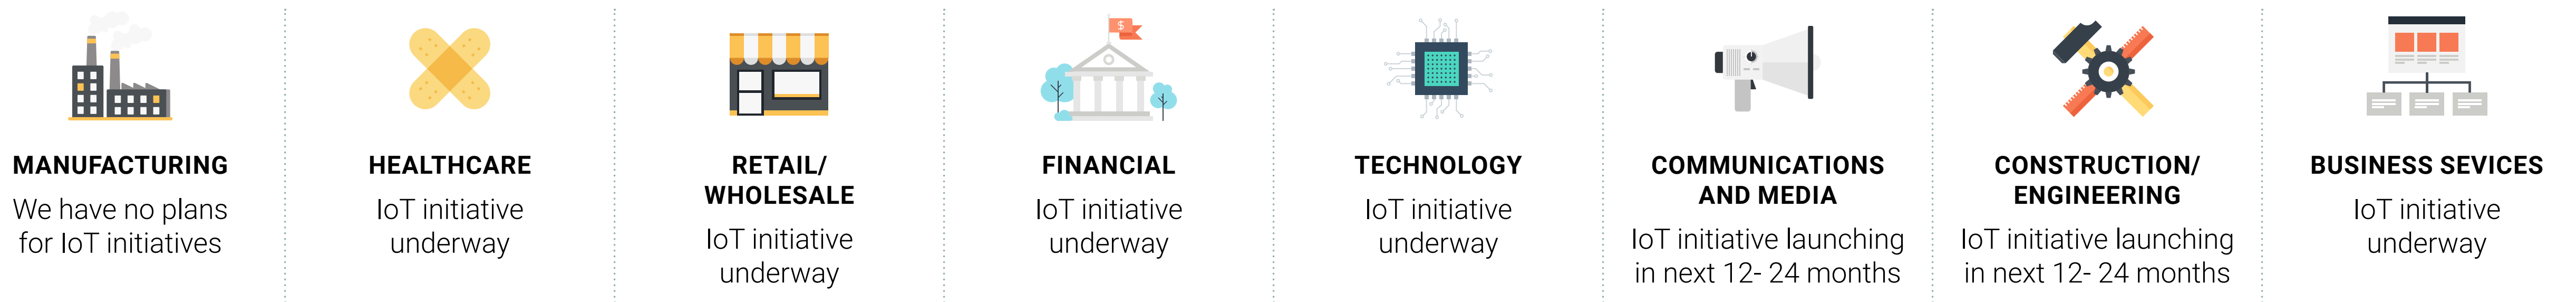 MANUFACTURING
We have no plans
for IoT initiatives
HEALTHCARE
IoT initiative
underway
RETAIL/
WHOLESALE
IoT initiative
underway
$
FINANCIAL
IoT initiative
underway
TECHNOLOGY
IoT initiative
underway
COMMUNICATIONS
AND MEDIA
IoT initiative launching
in next 12- 24 months
CONSTRUCTION/
ENGINEERING
IoT initiative launching
in next 12- 24 months
BUSINESS SEVICES
IoT initiative
underway